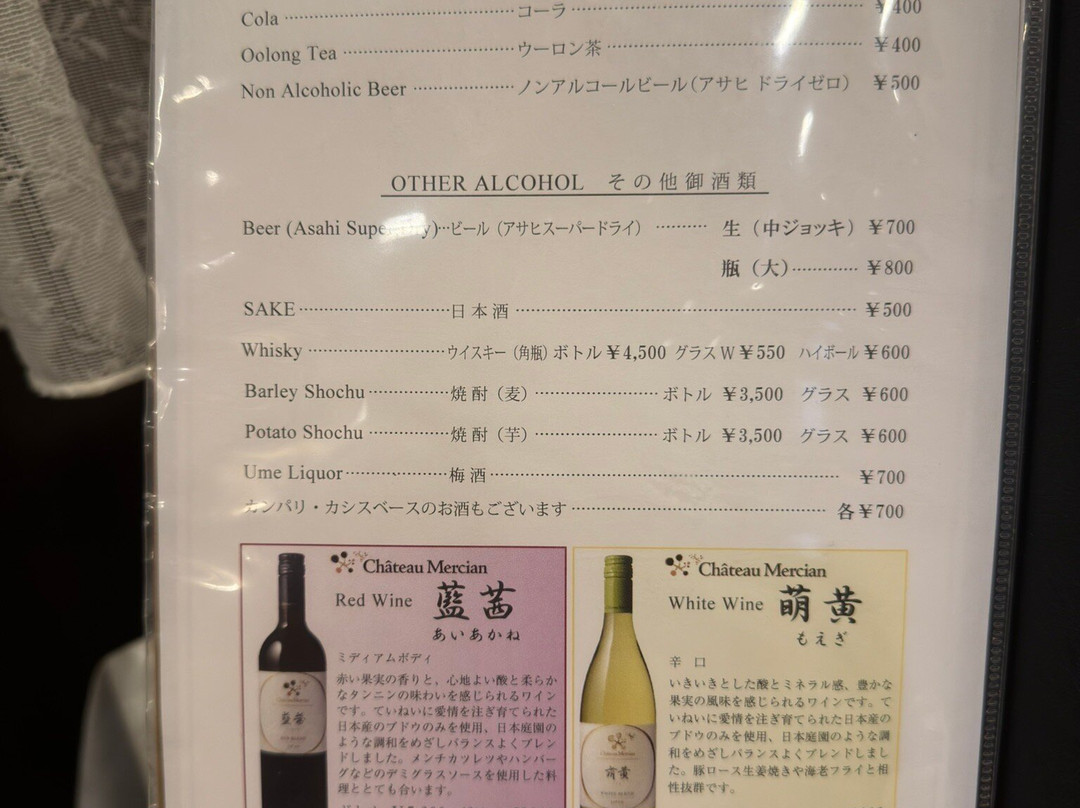 Cola コーラ ¥400
Oolong Tea ウーロン茶 ¥400
Non Alcoholic Beer ノンアルコールビール(アサヒ ドライゼロ) ¥500
OTHER ALCOHOL その他御酒類
Beer (Asahi Super Dry) ビール(アサヒスーパードライ) 生(中ジョッキ) ¥700
瓶(大) ¥800
SAKE 日本酒 ¥500
Whisky ウイスキー(角瓶) ボトル ¥4,500 グラス W ¥550 ハイボール ¥600
Barley Shochu 焼酎(麦) ボトル ¥3,500 グラス ¥600
Potato Shochu 焼酎(芋) ボトル ¥3,500 グラス ¥600
Ume Liquor 梅酒 ¥700
カンパリ・カシスベースのお酒もございます 各¥700
Château Mercian
Red Wine 藍茜
あいあかね
ミディアムボディ
赤い果実の香りと、心地よい酸と柔らか
なタンニンの味わいを感じられるワイン
です。ていねいに愛情を注ぎ育てられた
日本産のブドウのみを使用、日本庭園の
ような調和をめざしバランスよくブレン
ドしました。メンチカツレツやハンバー
グなどのデミグラスソースを使用した料
理ととても合います。
Château Mercian
White Wine 萌黄
もえぎ
辛口
いきいきとした酸とミネラル感、豊かな
果実の風味を感じられるワインです。て
いねいに愛情を注ぎ育てられた日本産の
ブドウのみを使用、日本庭園のような調
和をめざしバランスよくブレンドしまし
た。豚ロース生姜焼きや海老フライと相
性抜群です。
藍茜
Château Mercian
萌黄